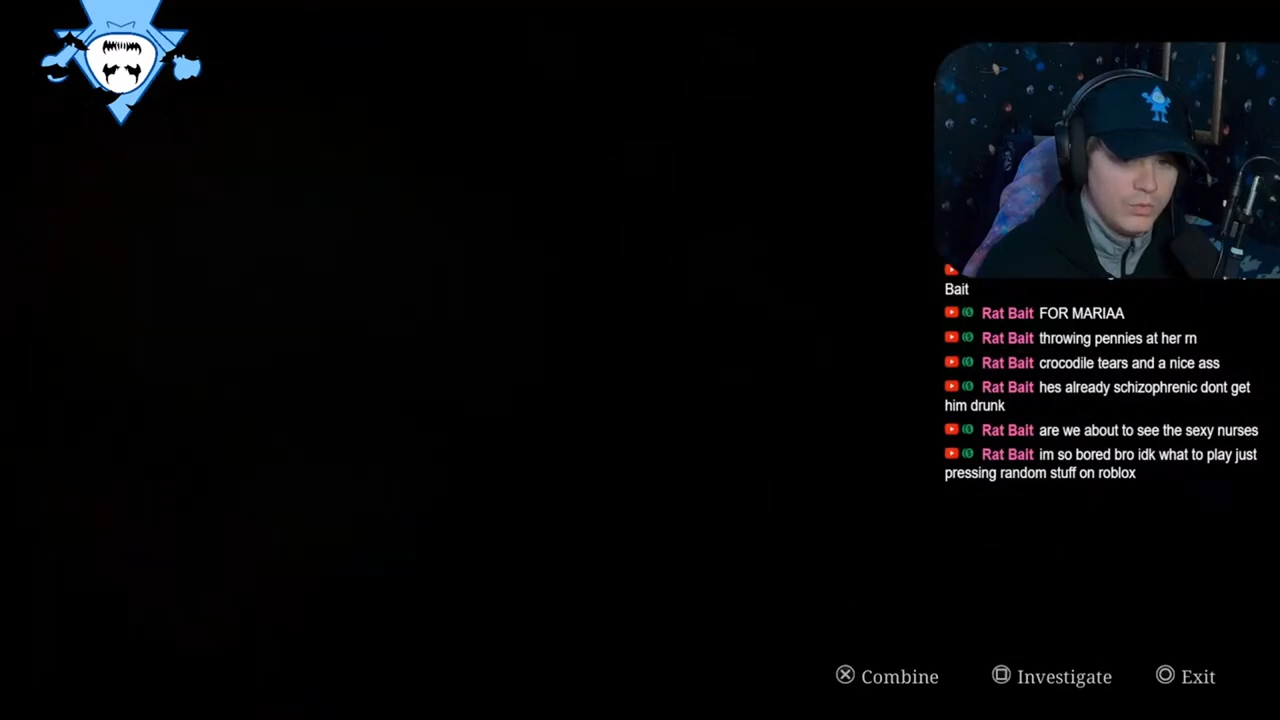 Bait
Rat Bait FOR MARIAA
Rat Bait throwing pennies at her rn
Rat Bait crocodile tears and a nice ass
Rat Bait hes already schizophrenic dont get
him drunk
Rat Bait are we about to see the sexy nurses
Rat Bait im so bored bro idk what to play just
pressing random stuff on roblox
Combine Investigate Exit